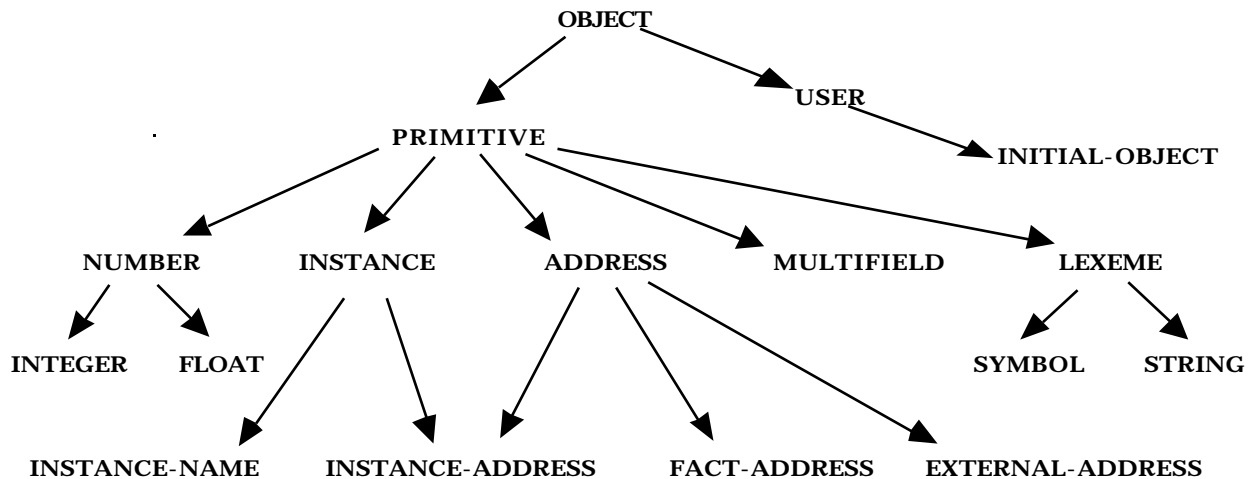 OBJECT
USER
PRIMITIVE
INITIAL-OBJECT
NUMBER INSTANCE ADDRESS MULTIFIELD LEXEME
INTEGER FLOAT SYMBOL STRING
INSTANCE-NAME INSTANCE-ADDRESS FACT-ADDRESS EXTERNAL-ADDRESS